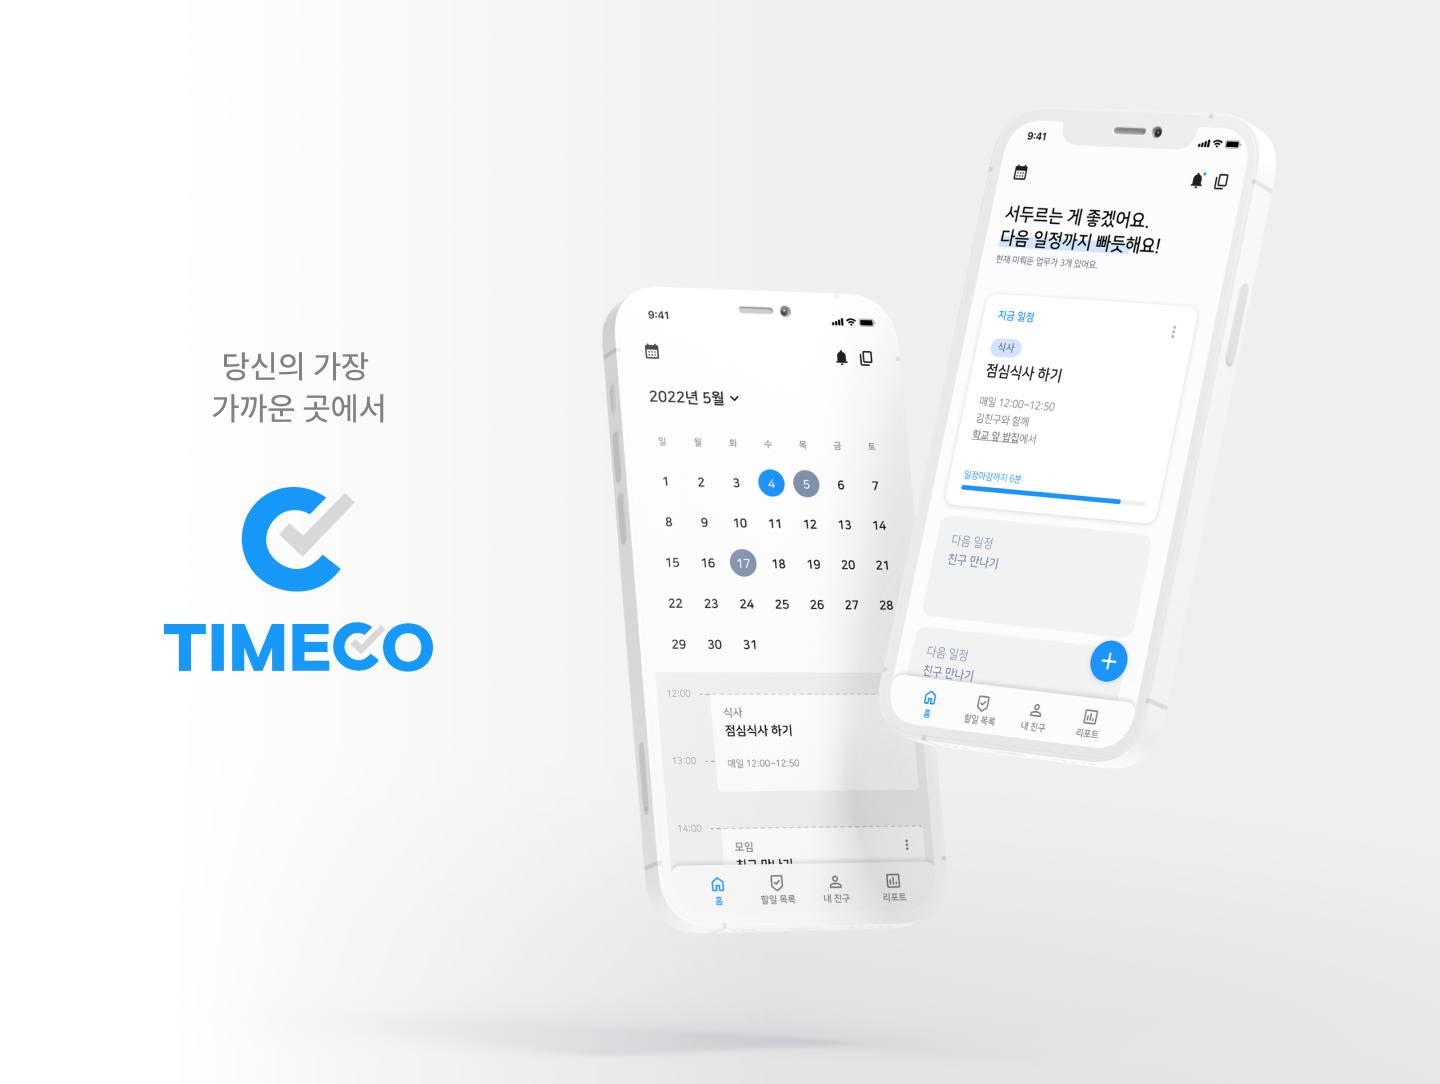 당신의 가장
가까운 곳에서
TIMECO
9:41
2022년 5월
일 월 화 수 목 금 토
1 2 3 4 5 6 7
8 9 10 11 12 13 14
15 16 17 18 19 20 21
22 23 24 25 26 27 28
29 30 31
12:00
식사
점심식사 하기
13:00
매일 12:00~12:50
14:00
모임
친구 만나기
홈 할일 목록 내 친구 리포트
9:41
서두르는 게 좋겠어요.
다음 일정까지 빠듯해요!
현재 미뤄둔 업무가 3개 있어요.
지금 일정
식사
점심식사 하기
매일 12:00~12:50
김친구와 함께
학교 앞 밥집에서
일정마감까지 6분
다음 일정
친구 만나기
다음 일정
친구 만나기
홈 할일 목록 내 친구 리포트